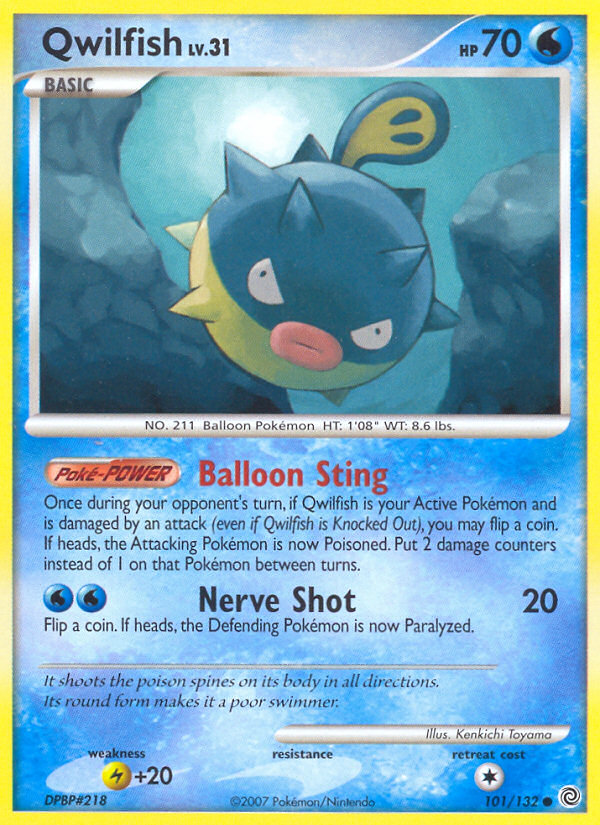 Qwilfish LV.31
HP 70
BASIC
NO. 211 Balloon Pokémon HT: 1'08" WT: 8.6 lbs.
Poké-POWER Balloon Sting
Once during your opponent's turn, if Qwilfish is your Active Pokémon and
is damaged by an attack (even if Qwilfish is Knocked Out), you may flip a coin.
If heads, the Attacking Pokémon is now Poisoned. Put 2 damage counters
instead of 1 on that Pokémon between turns.
Nerve Shot 20
Flip a coin. If heads, the Defending Pokémon is now Paralyzed.
It shoots the poison spines on its body in all directions.
Its round form makes it a poor swimmer.
Illus. Kenkichi Toyama
weakness resistance retreat cost
+20
DPBP#218 ©2007 Pokémon/Nintendo 101/132